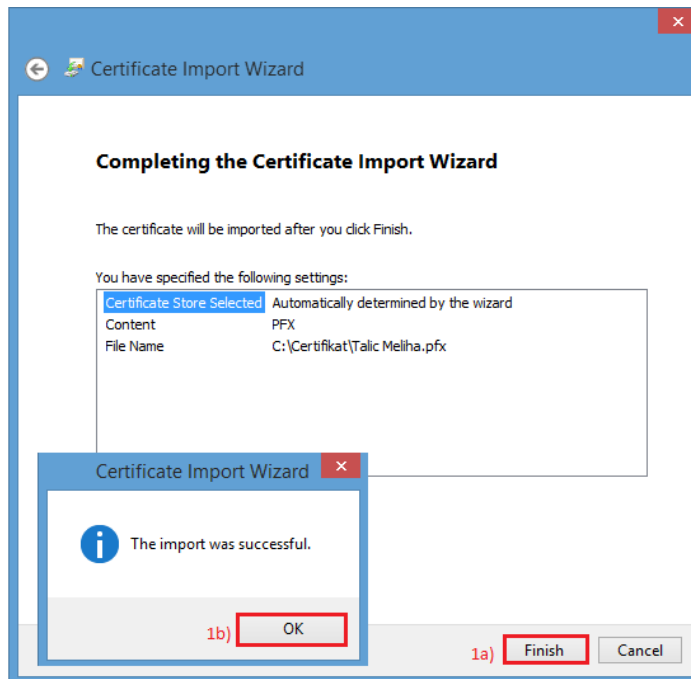 Certificate Import Wizard
Completing the Certificate Import Wizard
The certificate will be imported after you click Finish.
You have specified the following settings:
Certificate Store Selected Automatically determined by the wizard
Content PFX
File Name C:\Certifikat\Talic Meliha.pfx
Certificate Import Wizard
The import was successful.
1b) OK
1a) Finish Cancel